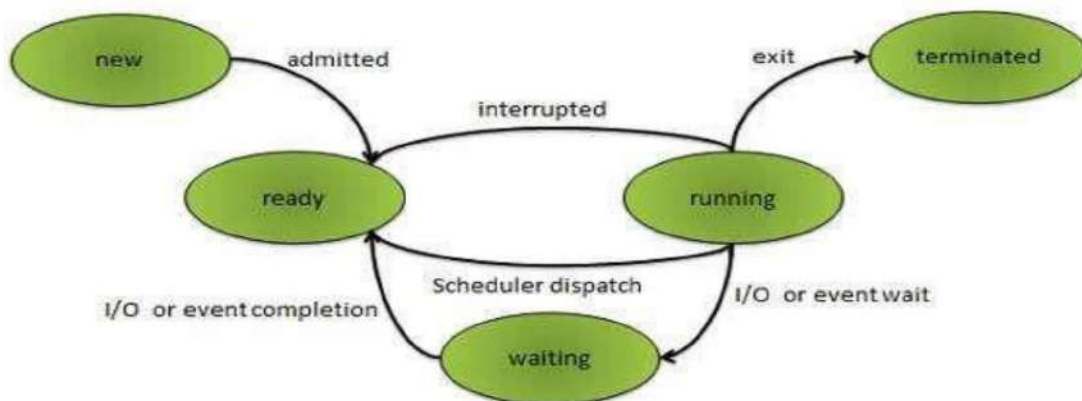 new
admitted
exit
terminated
interrupted
ready
running
Scheduler dispatch
I/O or event completion
I/O or event wait
waiting